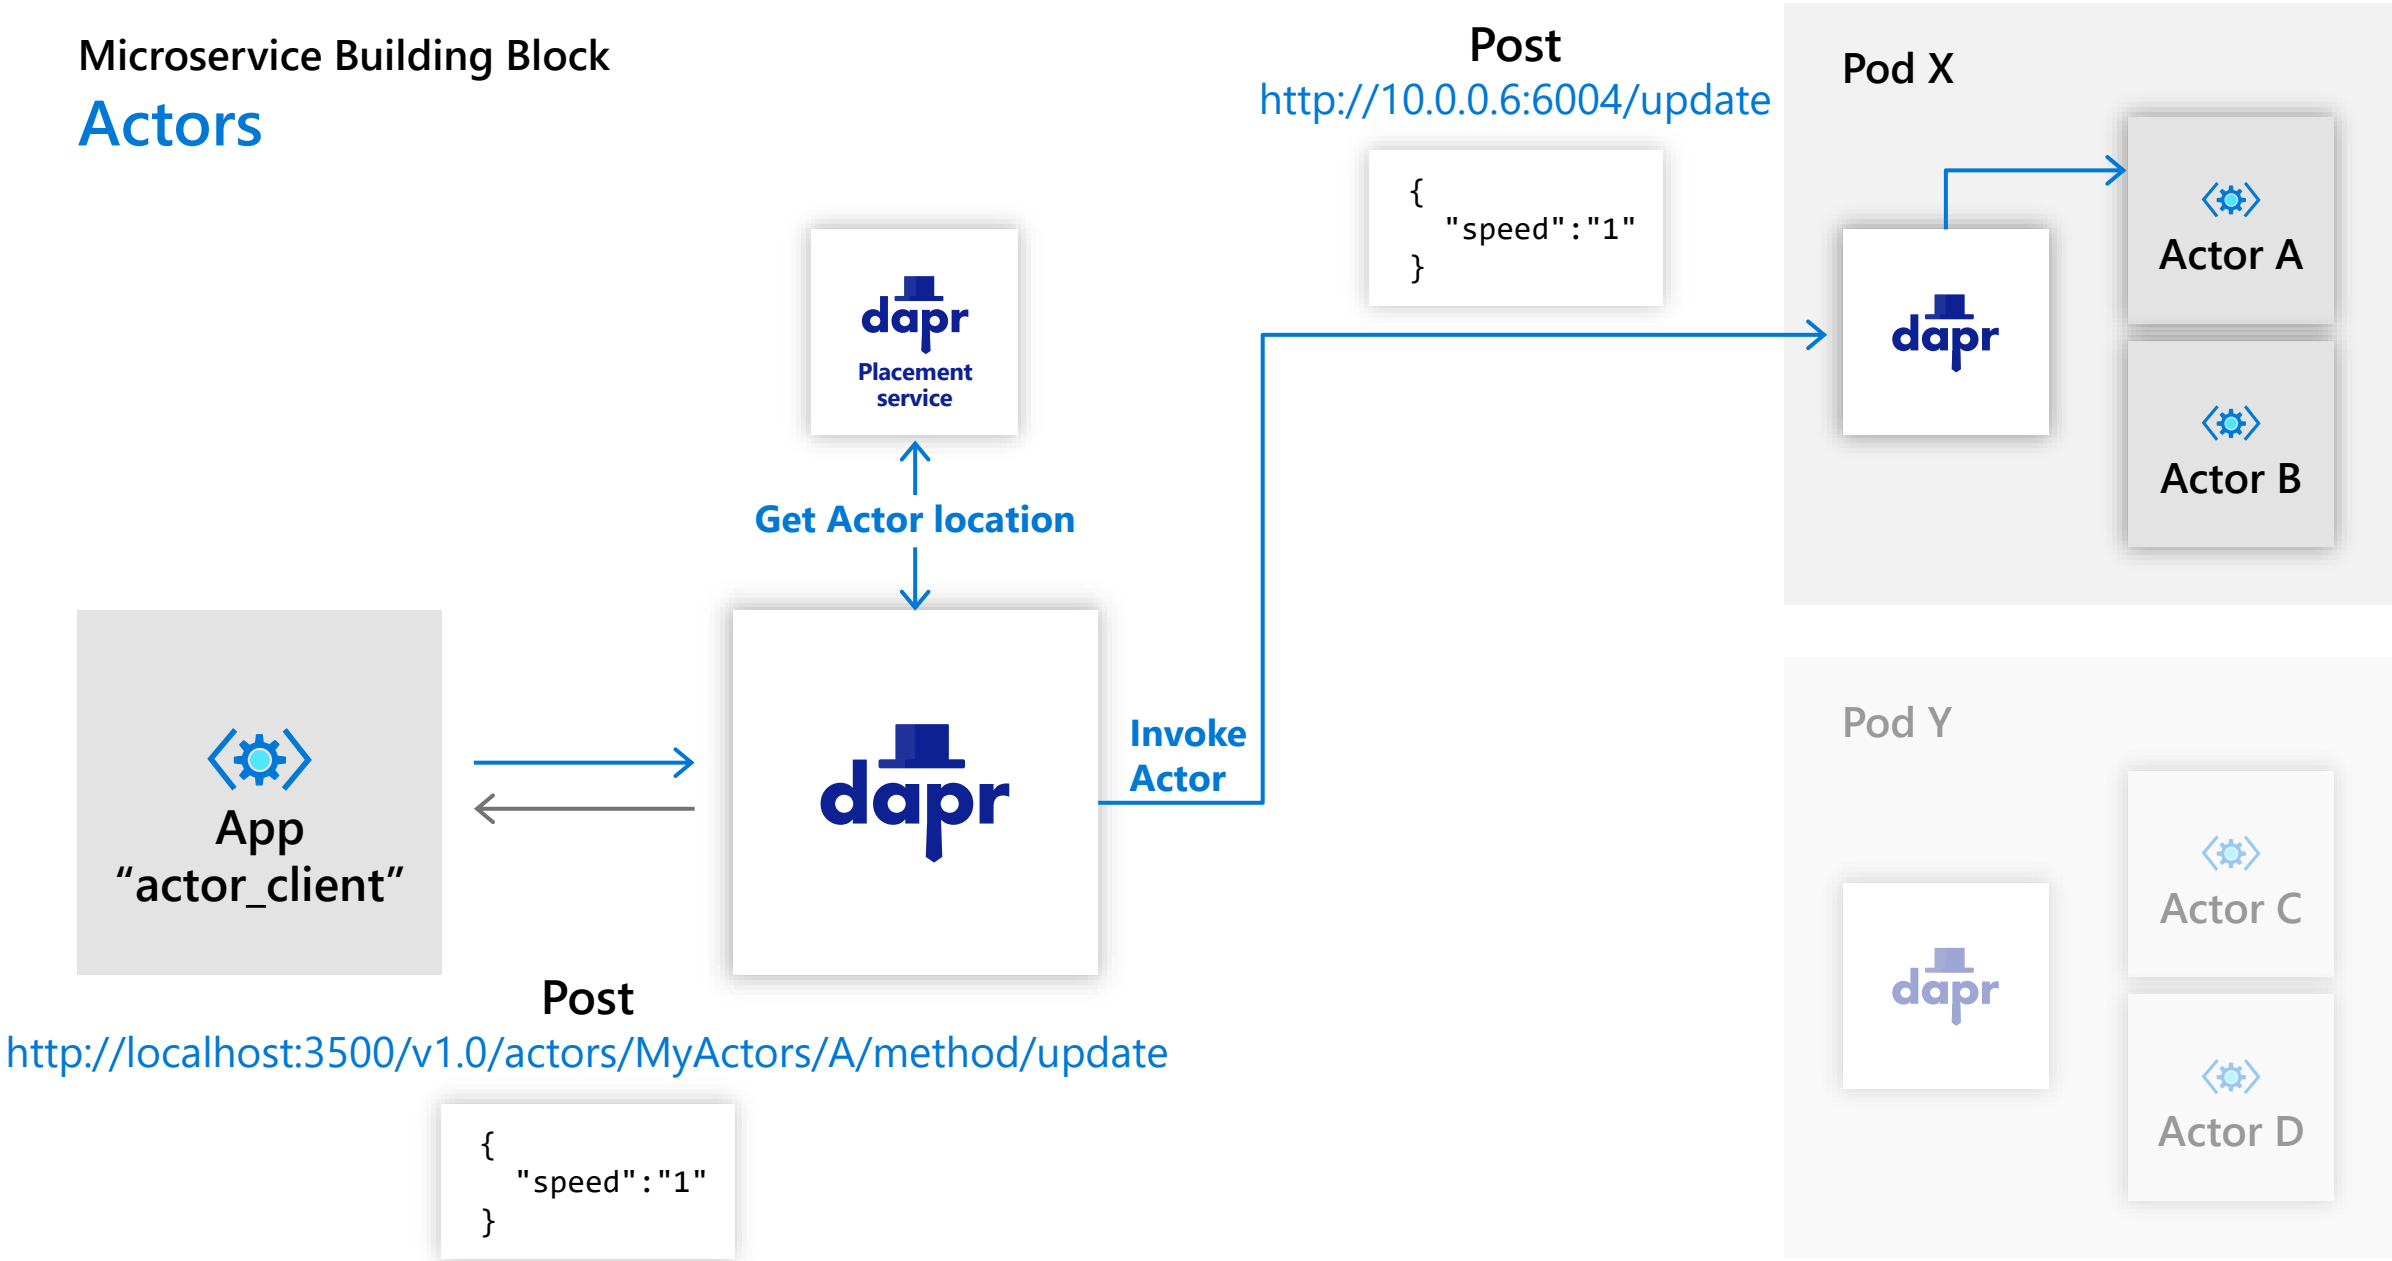 Microservice Building Block
Actors
Post
http://10.0.0.6:6004/update
{
"speed":"1"
}
dapr
Placement
service
Get Actor location
App
“actor_client”
dapr
Invoke
Actor
Post
http://localhost:3500/v1.0/actors/MyActors/A/method/update
{
"speed":"1"
}
Pod X
dapr
Actor A
Actor B
Pod Y
dapr
Actor C
Actor D